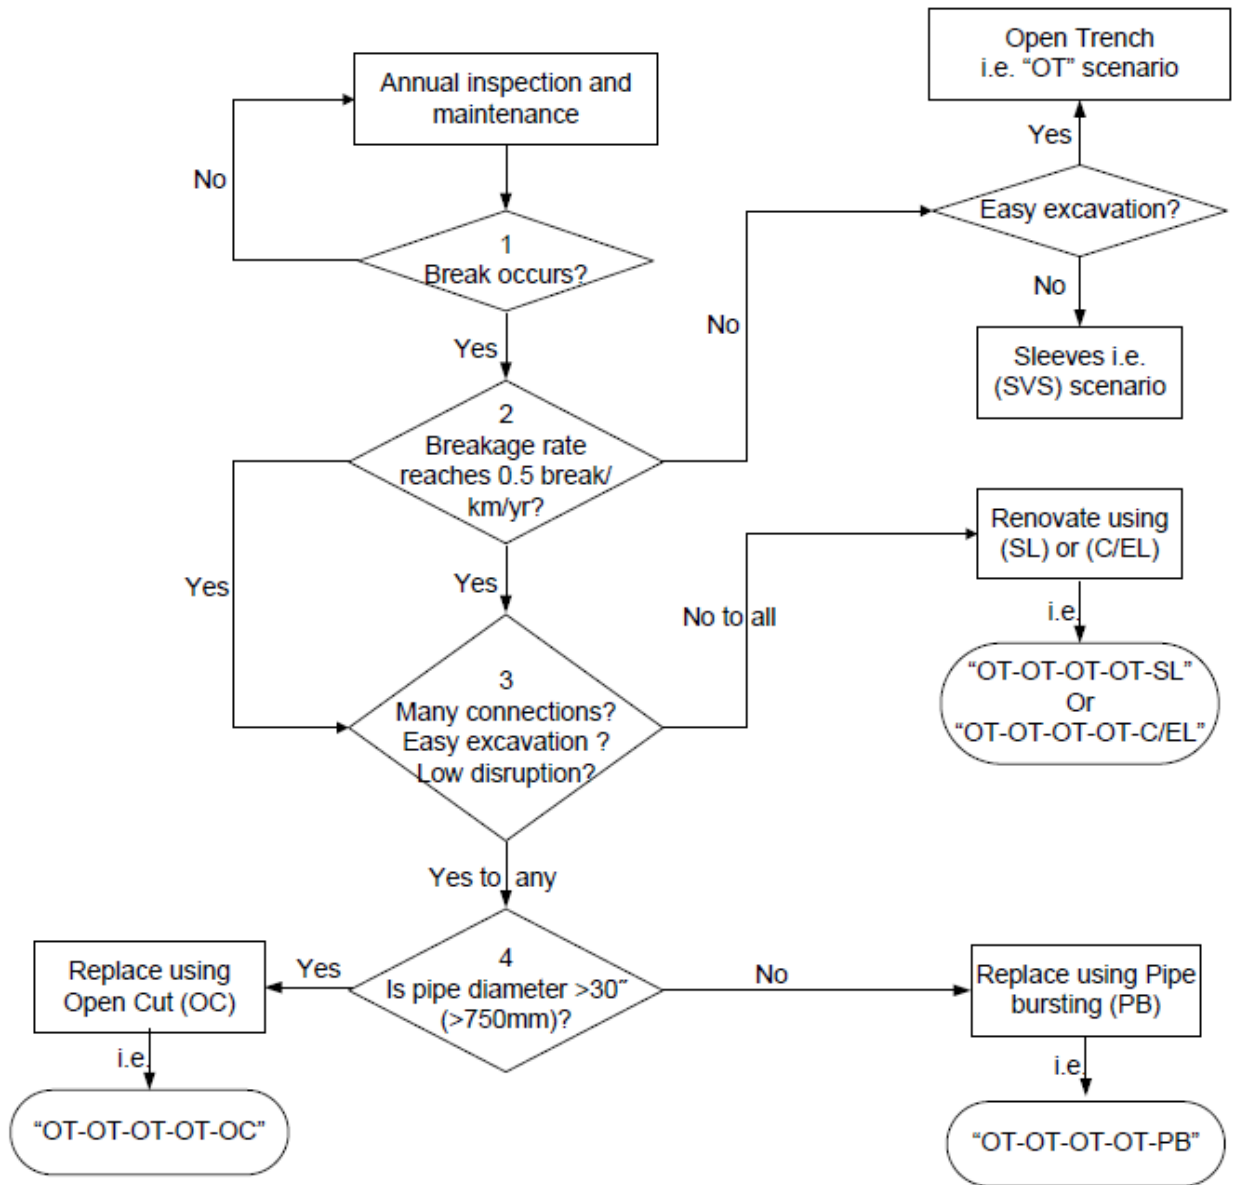 Open Trench
i.e. “OT” scenario
Annual inspection and
maintenance
Yes
No
Easy excavation?
1
Break occurs?
No
No
Yes
Sleeves i.e.
(SVS) scenario
2
Breakage rate
reaches 0.5 break/
km/yr?
Renovate using
(SL) or (C/EL)
Yes
Yes
No to all
i.e.
3
Many connections?
Easy excavation ?
Low disruption?
“OT-OT-OT-OT-SL”
Or
“OT-OT-OT-OT-C/EL”
Yes to any
4
Is pipe diameter >30″
(>750mm)?
Yes
No
Replace using
Open Cut (OC)
Replace using Pipe
bursting (PB)
i.e.
i.e.
“OT-OT-OT-OT-OC”
“OT-OT-OT-OT-PB”